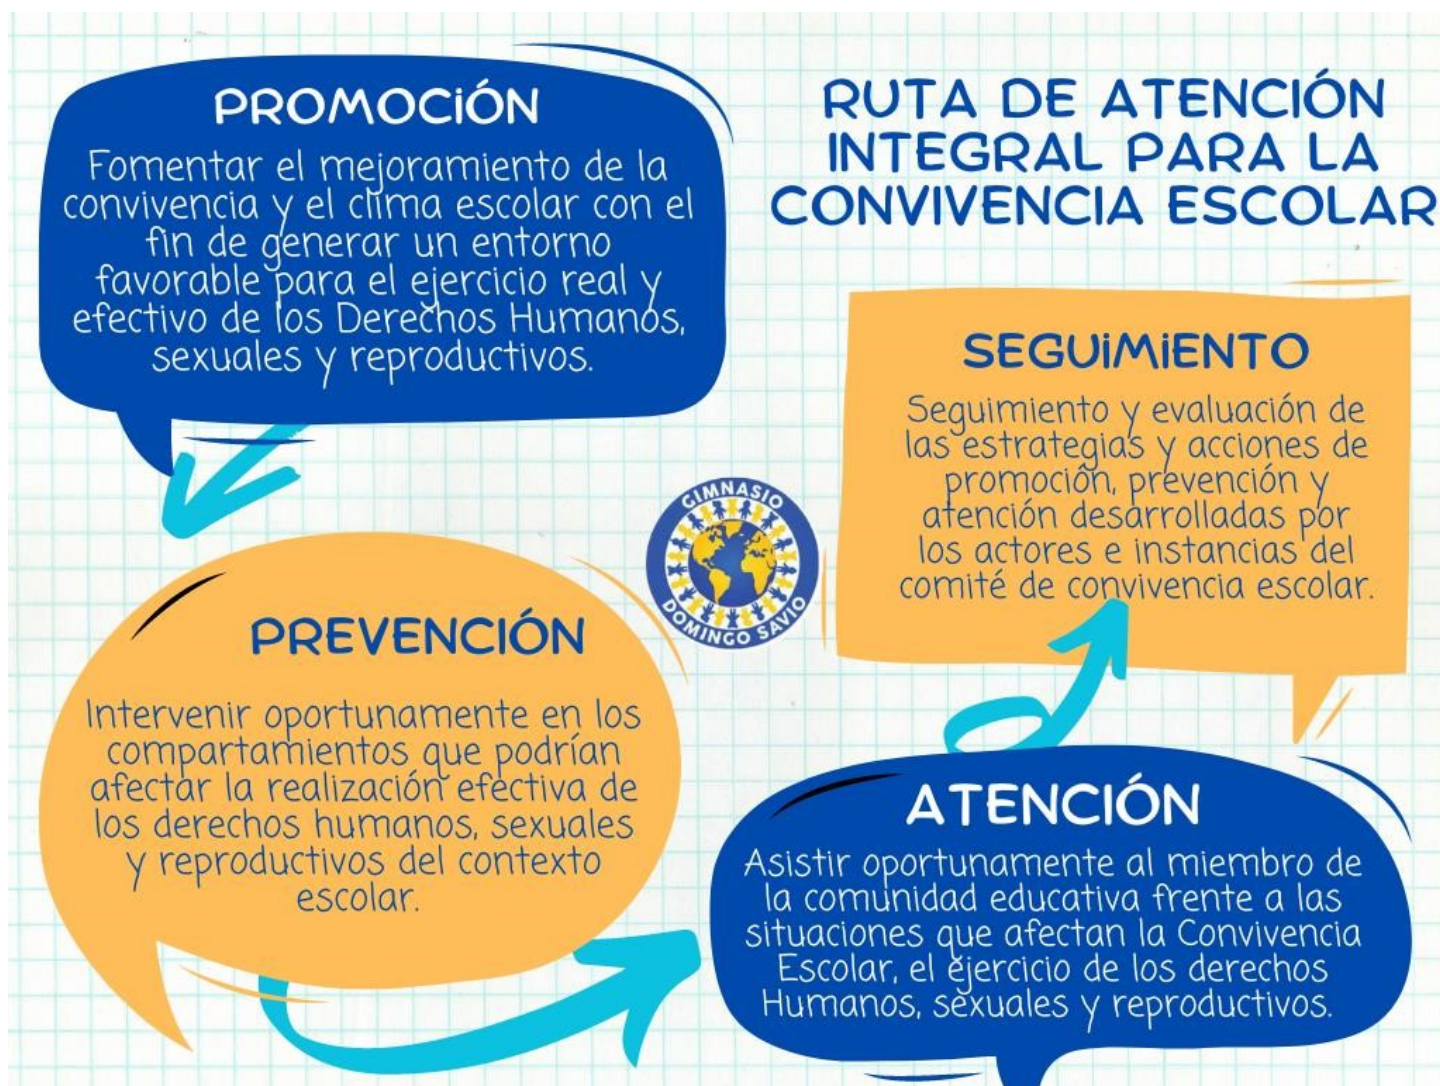 PROMOCIÓN
Fomentar el mejoramiento de la
convivencia y el clima escolar con el
fin de generar un entorno
favorable para el ejercicio real y
efectivo de los Derechos Humanos,
sexuales y reproductivos.
RUTA DE ATENCIÓN
INTEGRAL PARA LA
CONVIVENCIA ESCOLAR
PREVENCIÓN
Intervenir oportunamente en los
compartamientos que podrían
afectar la realización efectiva de
los derechos humanos, sexuales
y reproductivos del contexto
escolar.
GIMNASIO
DOMINGO SAVIO
ATENCIÓN
Asistir oportunamente al miembro de
la comunidad educativa frente a las
situaciones que afectan la Convivencia
Escolar, el ejercicio de los derechos
Humanos, sexuales y reproductivos.
SEGUIMIENTO
Seguimiento y evaluación de
las estrategias y acciones de
promoción, prevención y
atención desarrolladas por
los actores e instancias del
comité de convivencia escolar.